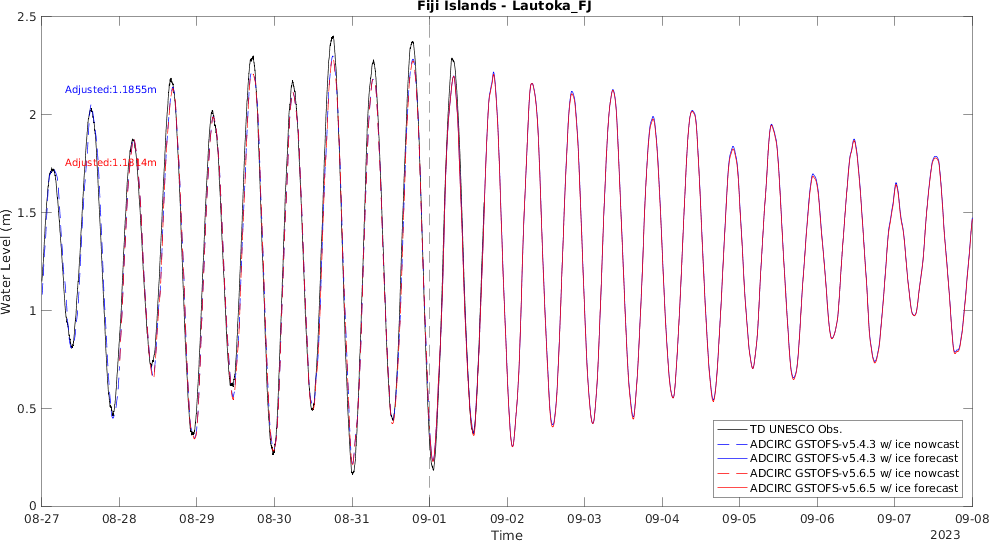 Fiji Islands - Lautoka_FJ
2.5
2
1.5
1
0.5
0
Water Level (m)
Adjusted:1.1855m
Adjusted:1.1814m
TD UNESCO Obs.
ADCIRC GSTOFS-v5.4.3 w/ ice nowcast
ADCIRC GSTOFS-v5.4.3 w/ ice forecast
ADCIRC GSTOFS-v5.6.5 w/ ice nowcast
ADCIRC GSTOFS-v5.6.5 w/ ice forecast
08-27 08-28 08-29 08-30 08-31 09-01 09-02 09-03 09-04 09-05 09-06 09-07 09-08
Time
2023